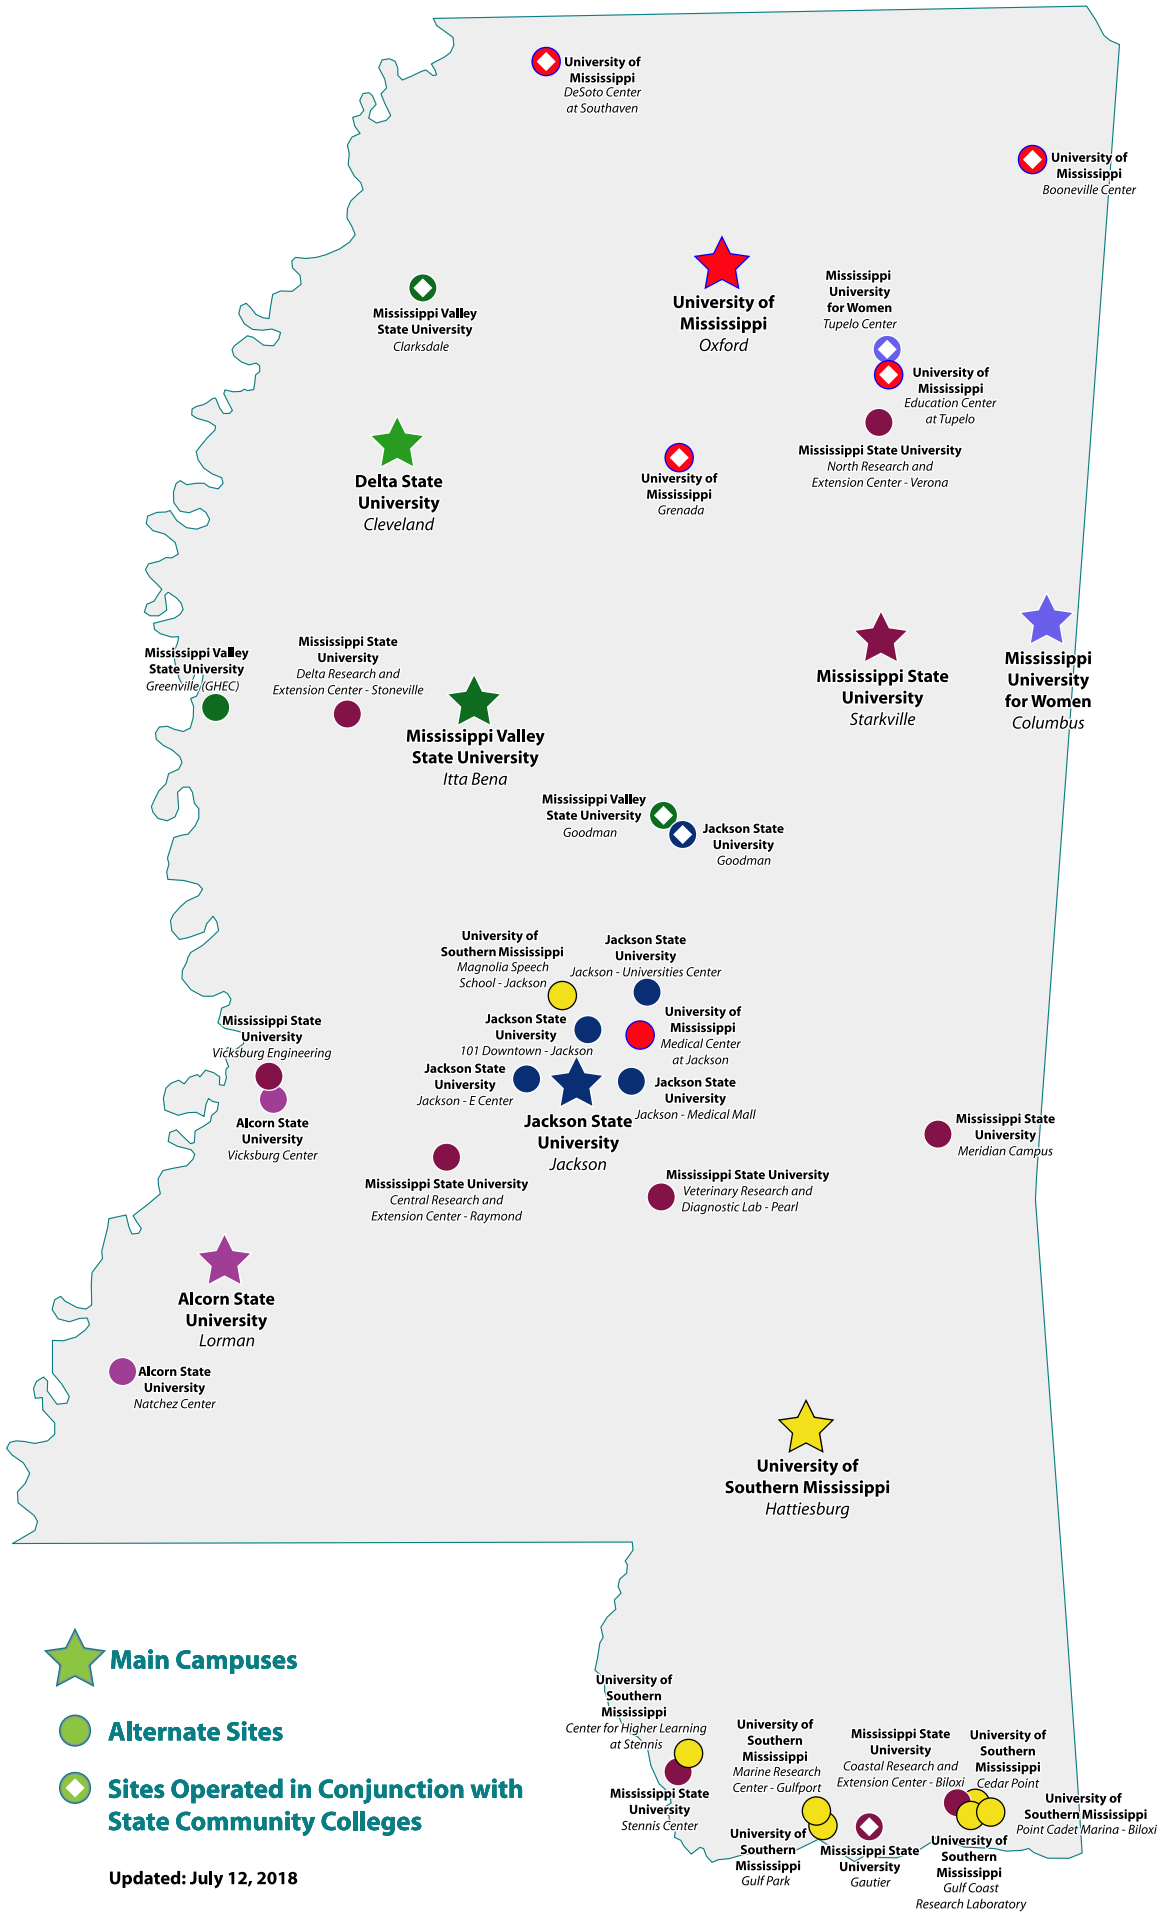 University of
Mississippi
DeSoto Center
at Southaven
University of
Mississippi
Booneville Center
University of
Mississippi
Oxford
Mississippi
University
for Women
Tupelo Center
Mississippi Valley
State University
Clarksdale
University of
Mississippi
Education Center
at Tupelo
Delta State
University
Cleveland
University of
Mississippi
Grenada
Mississippi State University
North Research and
Extension Center - Verona
Mississippi Valley
State University
Greenville (GHEC)
Mississippi State
University
Delta Research and
Extension Center - Stoneville
Mississippi Valley
State University
Itta Bena
Mississippi State
University
Starkville
Mississippi
University
for Women
Columbus
Mississippi Valley
State University
Goodman
Jackson State
University
Goodman
University of
Southern Mississippi
Magnolia Speech
School - Jackson
Jackson State
University
Jackson - Universities Center
Jackson State
University
101 Downtown - Jackson
University of
Mississippi
Medical Center
at Jackson
Mississippi State
University
Vicksburg Engineering
Alcorn State
University
Vicksburg Center
Jackson State
University
Jackson - E Center
Jackson State
University
Jackson
Jackson State
University
Jackson - Medical Mall
Mississippi State
University
Meridian Campus
Mississippi State University
Central Research and
Extension Center - Raymond
Mississippi State University
Veterinary Research and
Diagnostic Lab - Pearl
Alcorn State
University
Lorman
Alcorn State
University
Natchez Center
University of
Southern Mississippi
Hattiesburg
Main Campuses
Alternate Sites
Sites Operated in Conjunction with
State Community Colleges
Updated: July 12, 2018
University of
Southern
Mississippi
Center for Higher Learning
at Stennis
Mississippi State
University
Stennis Center
University of
Southern
Mississippi
Marine Research
Center - Gulfport
University of
Southern
Mississippi
Gulf Park
Mississippi State
University
Gautier
Mississippi State
University
Coastal Research and
Extension Center - Biloxi
University of
Southern
Mississippi
Cedar Point
University of
Southern Mississippi
Point Cadet Marina - Biloxi
University of
Southern
Mississippi
Gulf Coast
Research Laboratory